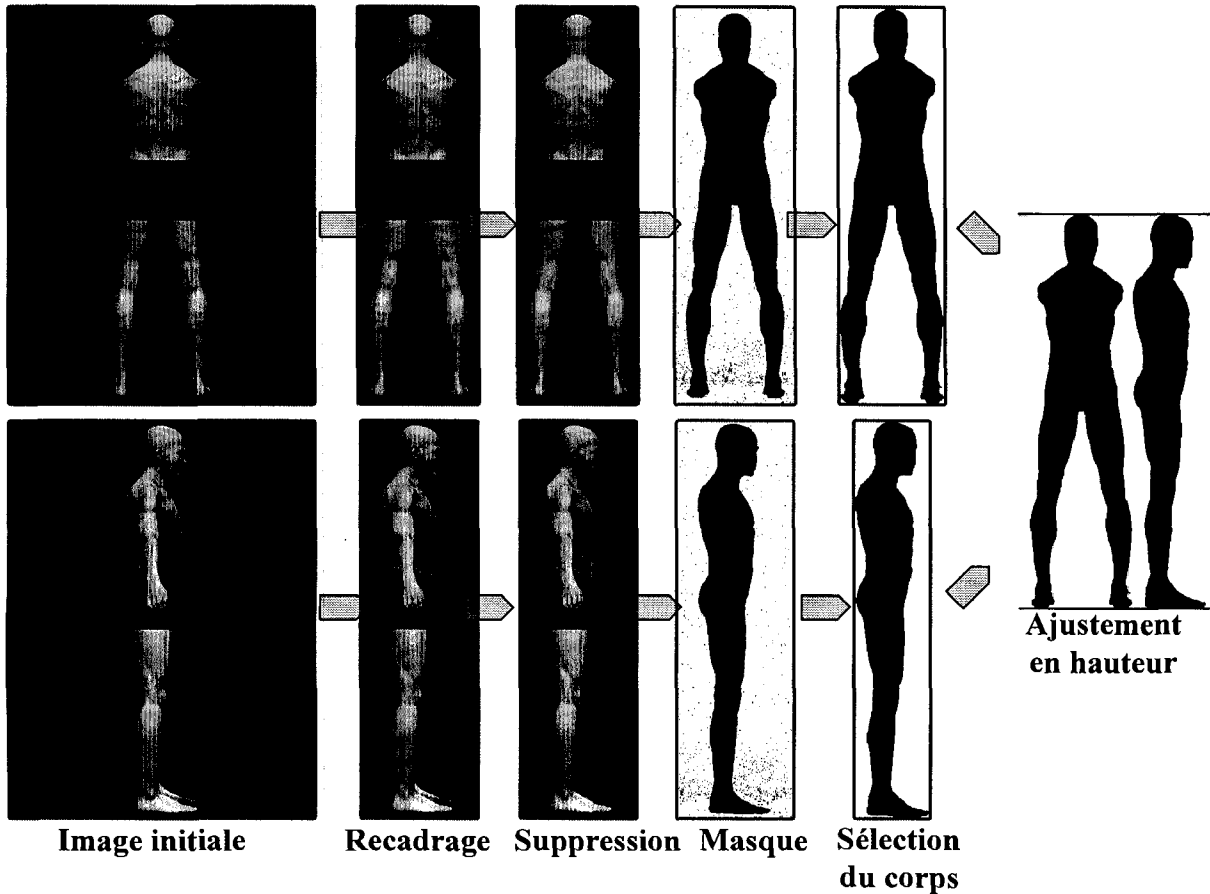 Ajustement
en hauteur
Image initiale
Recadrage
Suppression
Masque
Sélection
du corps